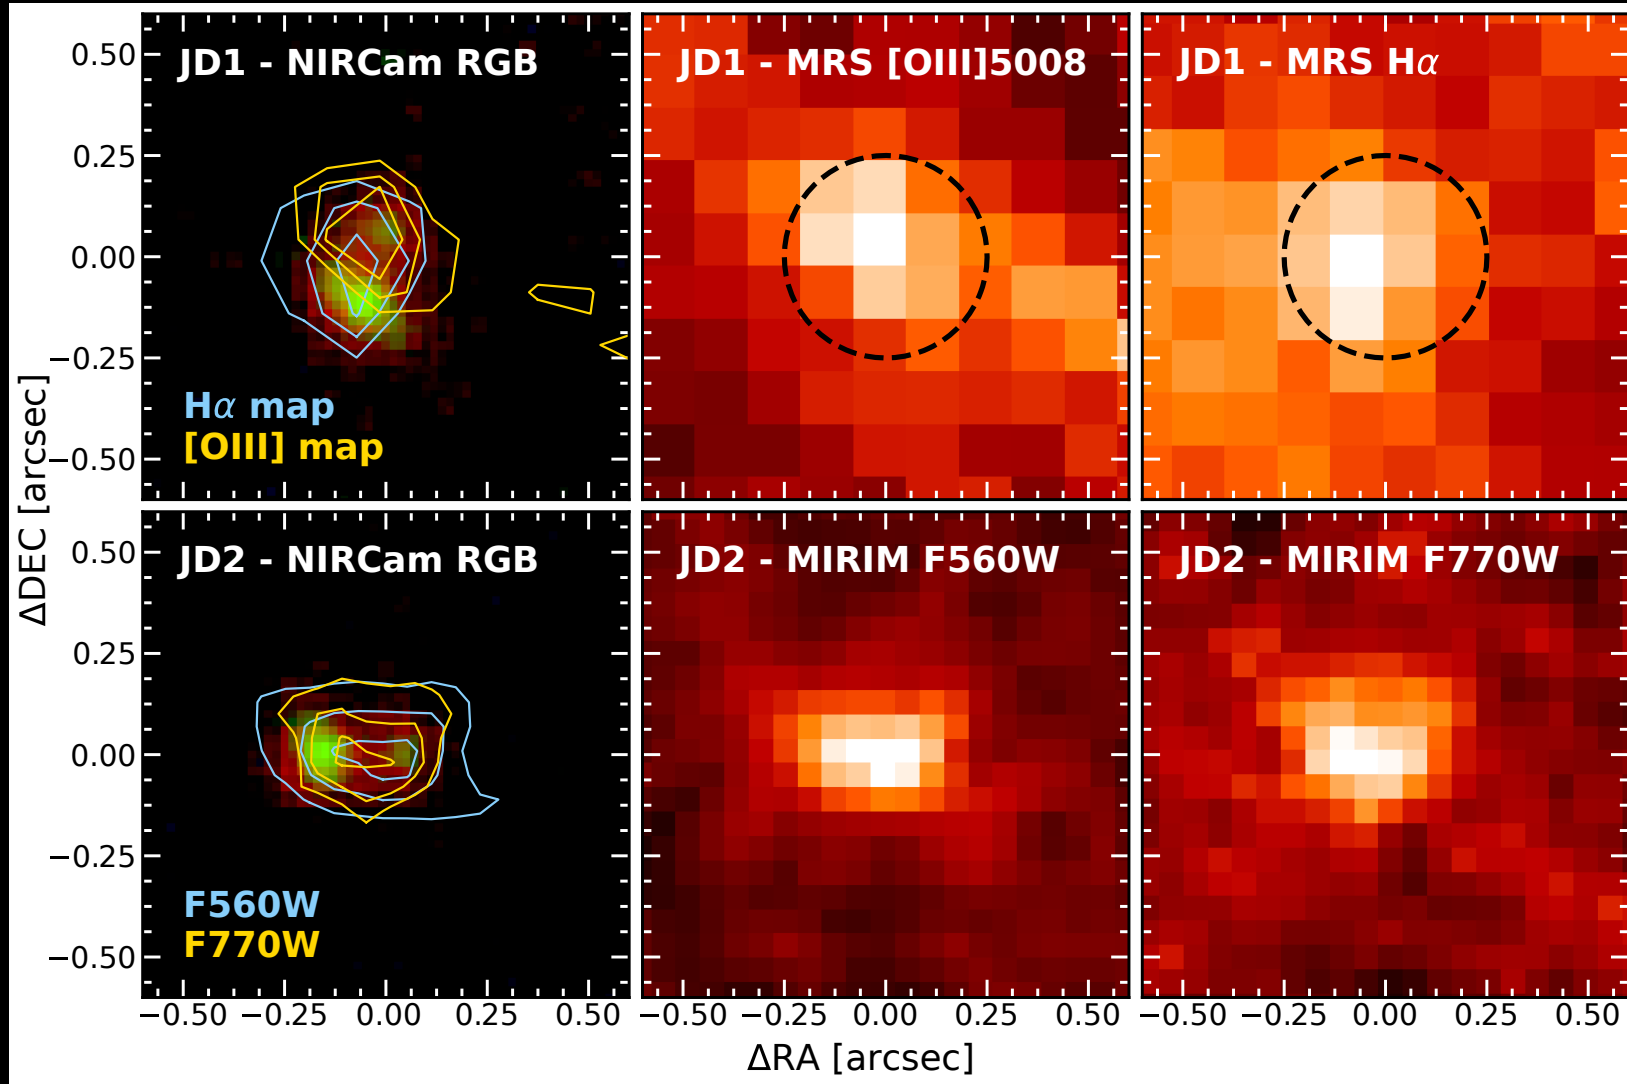 JD1 - NIRCam RGB
JD1 - MRS [OIII]5008
JD1 - MRS Hα
0.50
0.25
0.00
−0.25
−0.50
Hα map
[OIII] map
ΔDEC [arcsec]
JD2 - NIRCam RGB
JD2 - MIRIM F560W
JD2 - MIRIM F770W
0.50
0.25
0.00
−0.25
−0.50
F560W
F770W
−0.50 −0.25 0.00 0.25 0.50
−0.50 −0.25 0.00 0.25 0.50
−0.50 −0.25 0.00 0.25 0.50
ΔRA [arcsec]